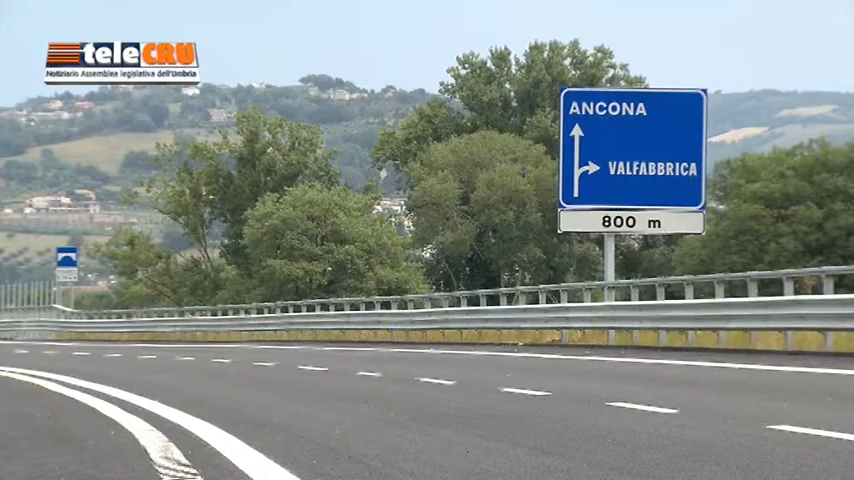 teleCRU
Notiziario Assemblea legislativa dell'Umbria
ANCONA
VALFABBRICA
800 m